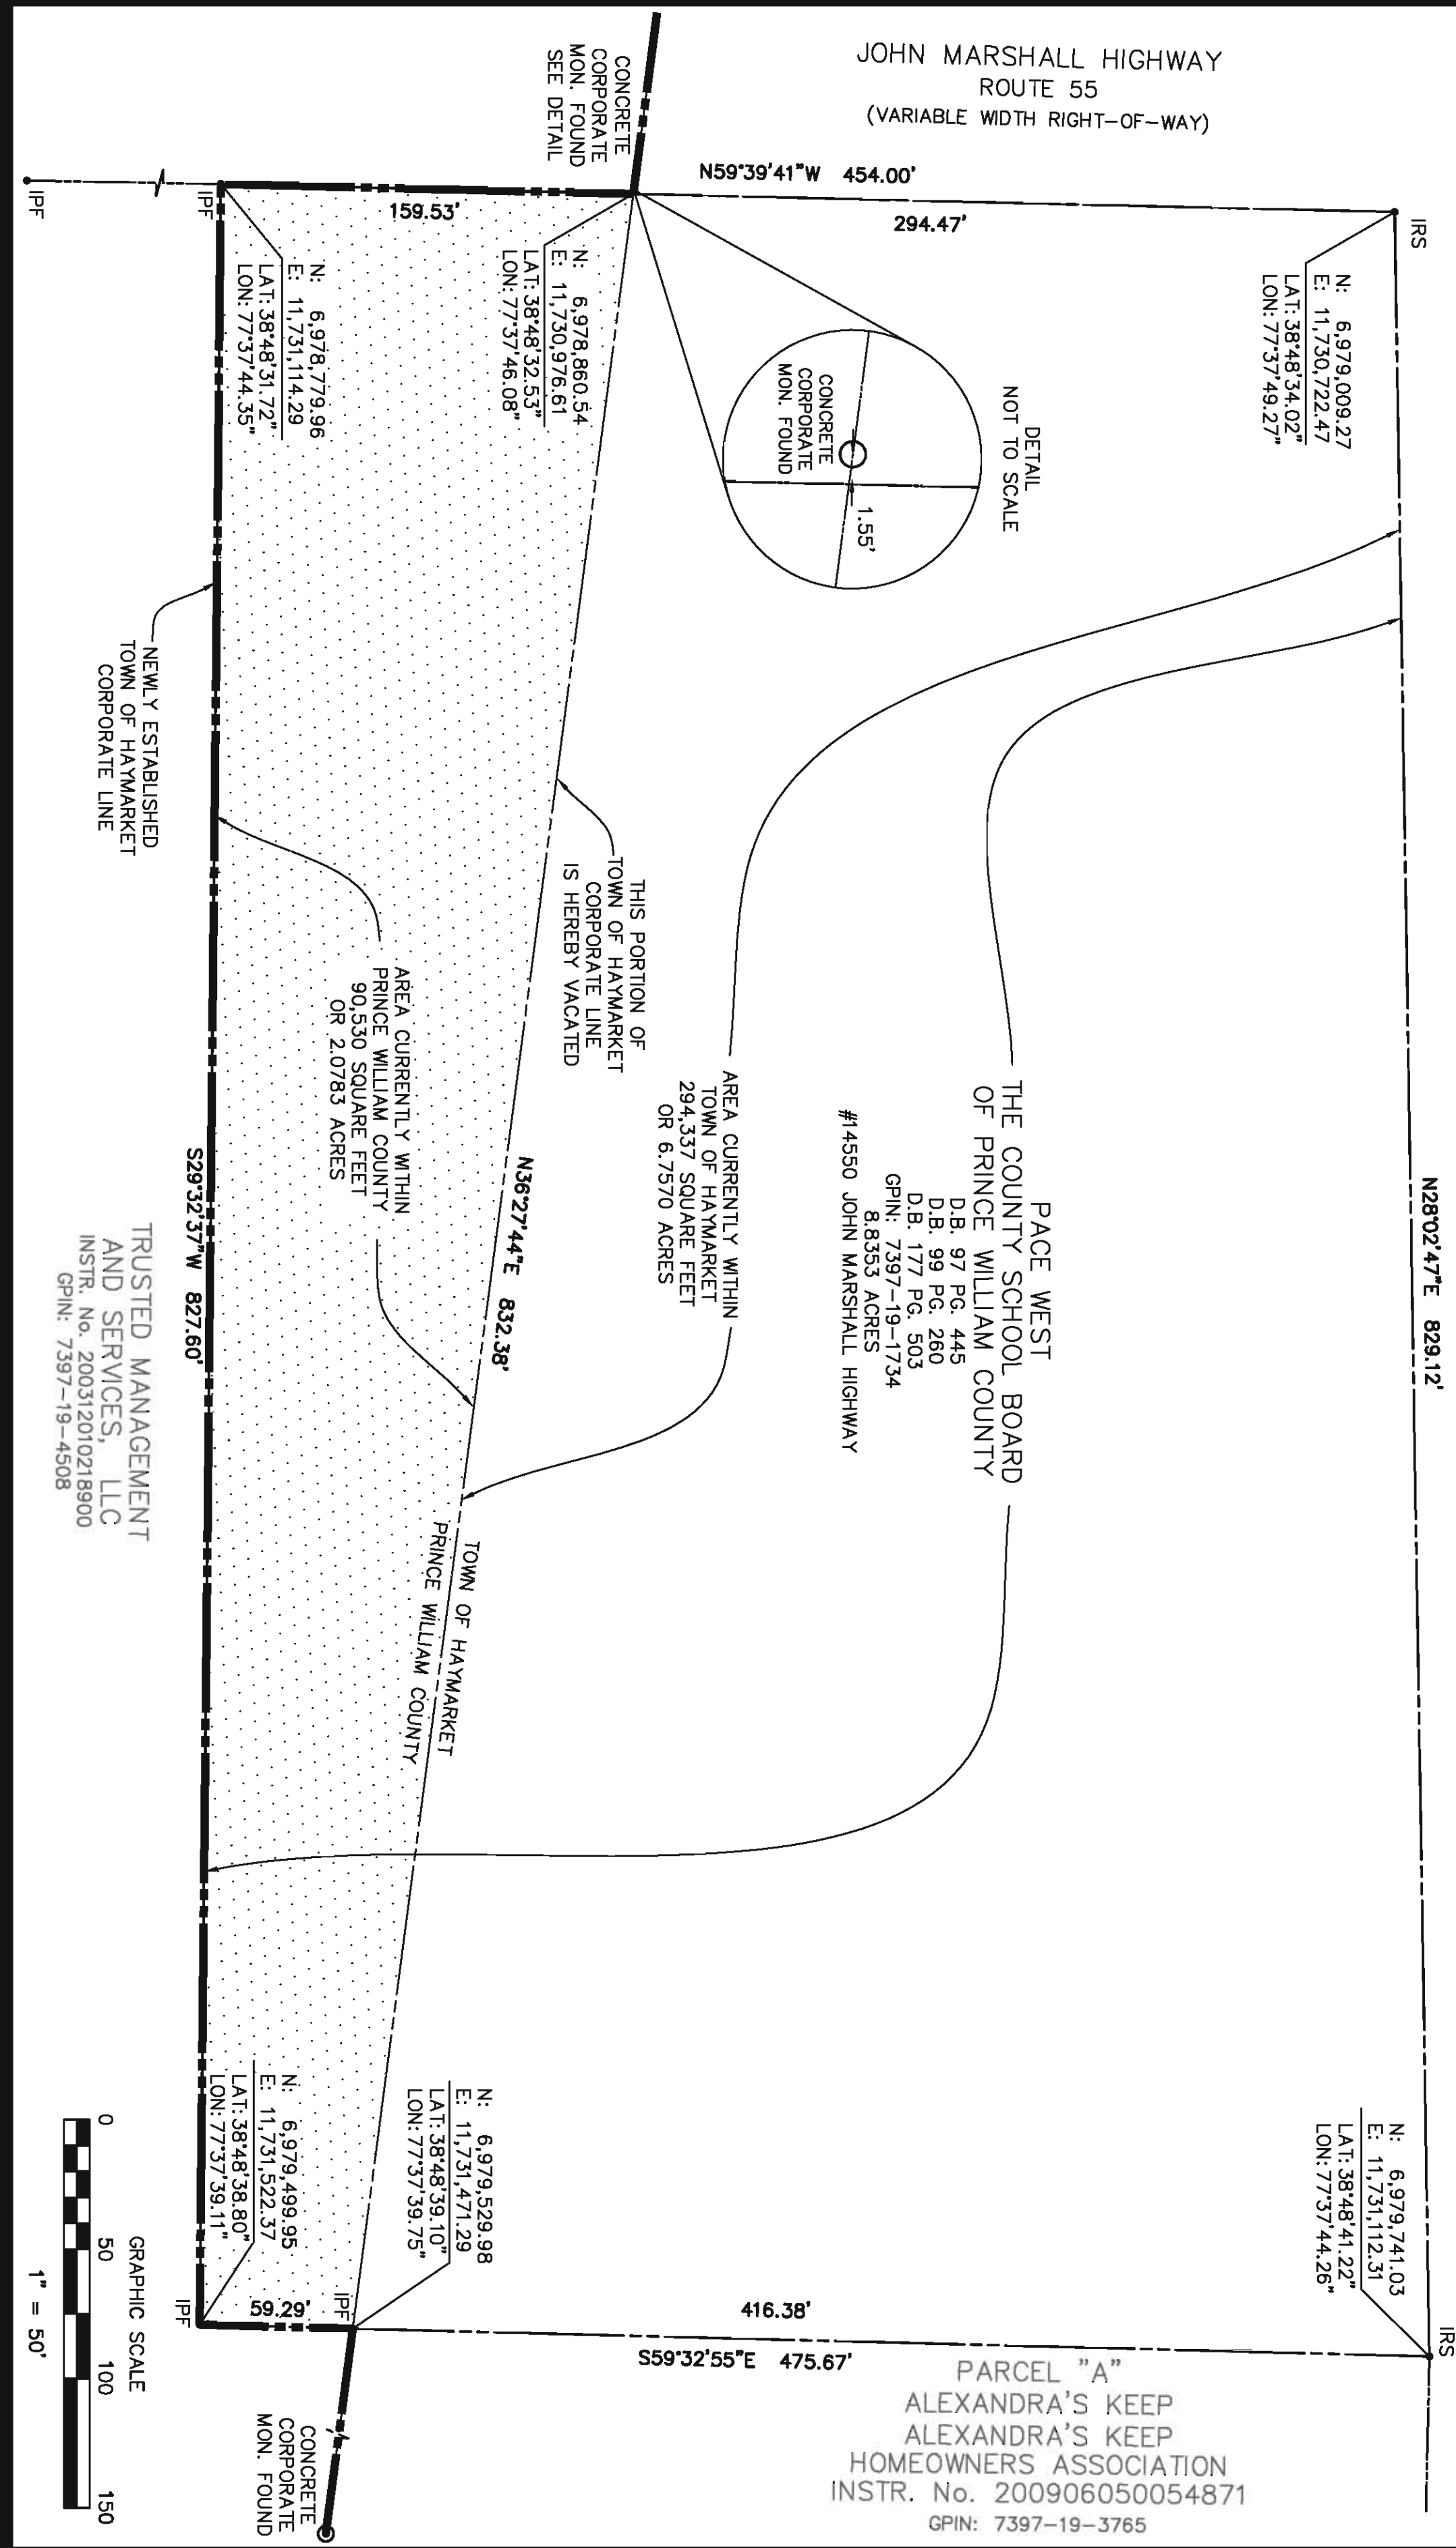 JOHN MARSHALL HIGHWAY
ROUTE 55
(VARIABLE WIDTH RIGHT-OF-WAY)
CONCRETE
CORPORATE
MON. FOUND
SEE DETAIL
N59°39'41"W 454.00'
294.47'
159.53'
IPF
IPF
IRS
N: 6,979,009.27
E: 11,730,722.47
LAT: 38°48'34.02"
LON: 77°37'49.27"
N: 6,978,860.54
E: 11,730,976.61
LAT: 38°48'32.53"
LON: 77°37'46.08"
N: 6,978,779.96
E: 11,731,114.29
LAT: 38°48'31.72"
LON: 77°37'44.35"
DETAIL
NOT TO SCALE
CONCRETE
CORPORATE
MON. FOUND
1.55'
N28°02'47"E 829.12'
PACE WEST
THE COUNTY SCHOOL BOARD
OF PRINCE WILLIAM COUNTY
D.B. 97 PG. 445
D.B. 99 PG. 260
D.B. 177 PG. 503
GPIN: 7397-19-1734
8.8353 ACRES
#14550 JOHN MARSHALL HIGHWAY
AREA CURRENTLY WITHIN
TOWN OF HAYMARKET
294,337 SQUARE FEET
OR 6.7570 ACRES
THIS PORTION OF
TOWN OF HAYMARKET
CORPORATE LINE
IS HEREBY VACATED
N36°27'44"E 832.38'
AREA CURRENTLY WITHIN
PRINCE WILLIAM COUNTY
90,530 SQUARE FEET
OR 2.0783 ACRES
TOWN OF HAYMARKET
PRINCE WILLIAM COUNTY
NEWLY ESTABLISHED
TOWN OF HAYMARKET
CORPORATE LINE
S29°32'37"W 827.60'
TRUSTED MANAGEMENT
AND SERVICES, LLC
INSTR. No. 200312010218900
GPIN: 7397-19-4508
N: 6,979,741.03
E: 11,731,112.31
LAT: 38°48'41.22"
LON: 77°37'44.26"
IRS
N: 6,979,529.98
E: 11,731,471.29
LAT: 38°48'39.10"
LON: 77°37'39.75"
N: 6,979,499.95
E: 11,731,522.37
LAT: 38°48'38.80"
LON: 77°37'39.11"
416.38'
59.29'
IPF
IPF
S59°32'55"E 475.67'
PARCEL "A"
ALEXANDRA'S KEEP
ALEXANDRA'S KEEP
HOMEOWNERS ASSOCIATION
INSTR. No. 200906050054871
GPIN: 7397-19-3765
CONCRETE
CORPORATE
MON. FOUND
GRAPHIC SCALE
0 50 100 150
1" = 50'